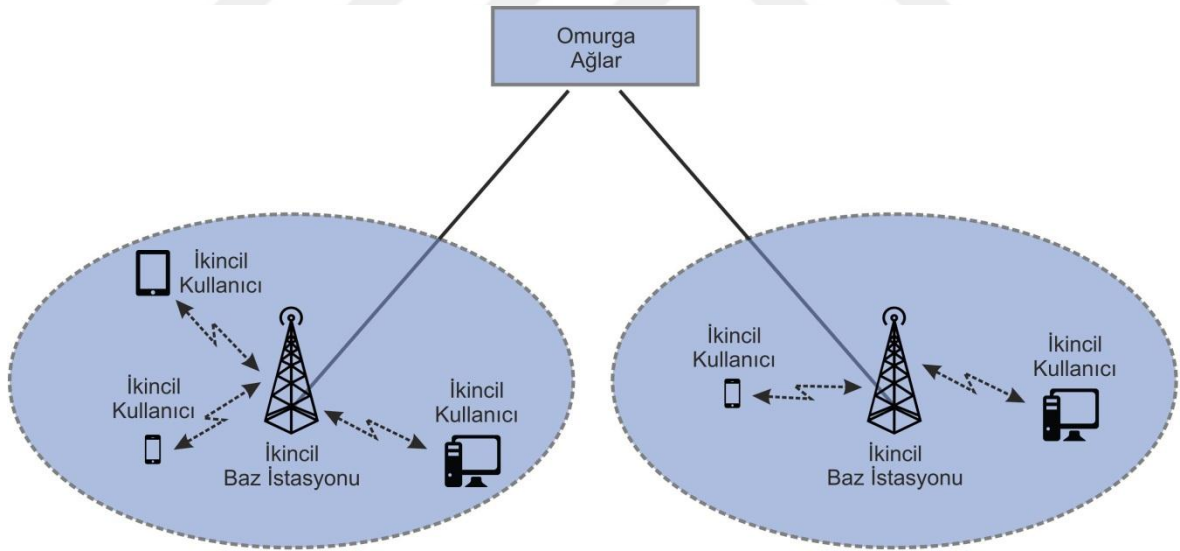 Omurga
Ağlar
İkincil
Kullanıcı
İkincil
Kullanıcı
İkincil
Kullanıcı
İkincil
Baz İstasyonu
İkincil
Kullanıcı
İkincil
Kullanıcı
İkincil
Baz İstasyonu